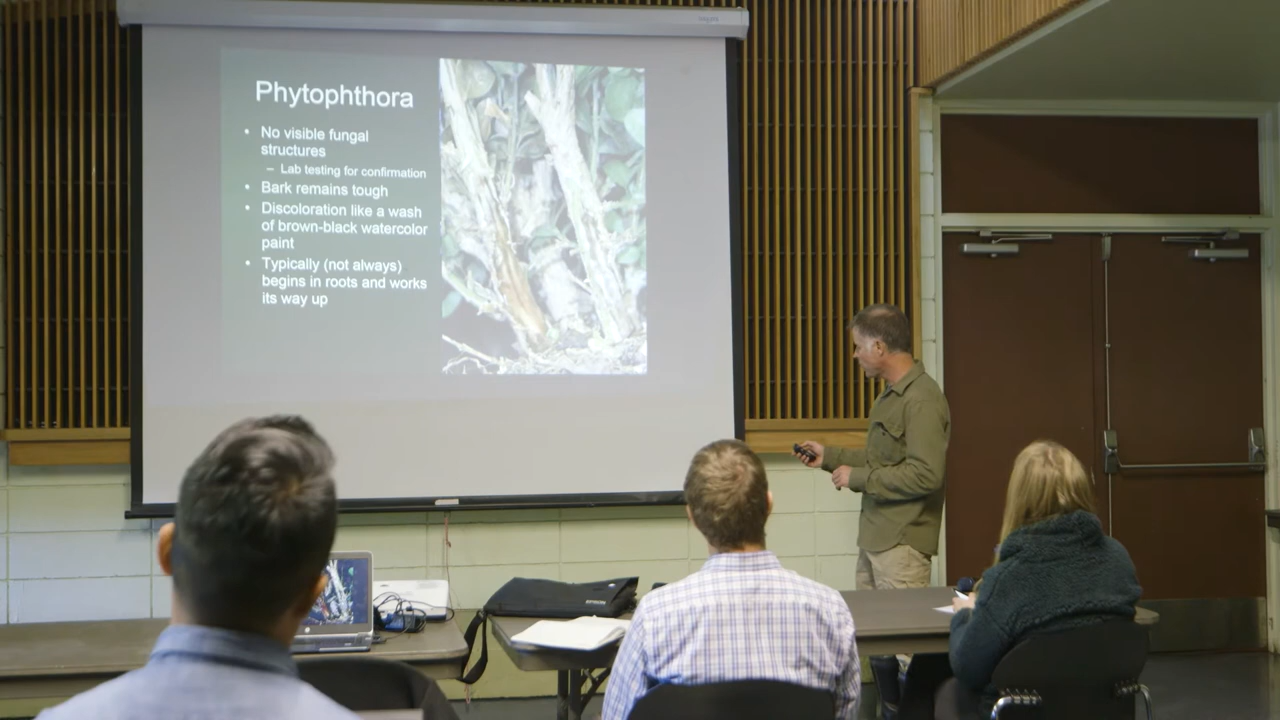 Phytophthora
• No visible fungal
structures
– Lab testing for confirmation
• Bark remains tough
• Discoloration like a wash
of brown-black watercolor
paint
• Typically (not always)
begins in roots and works
its way up
EPSON